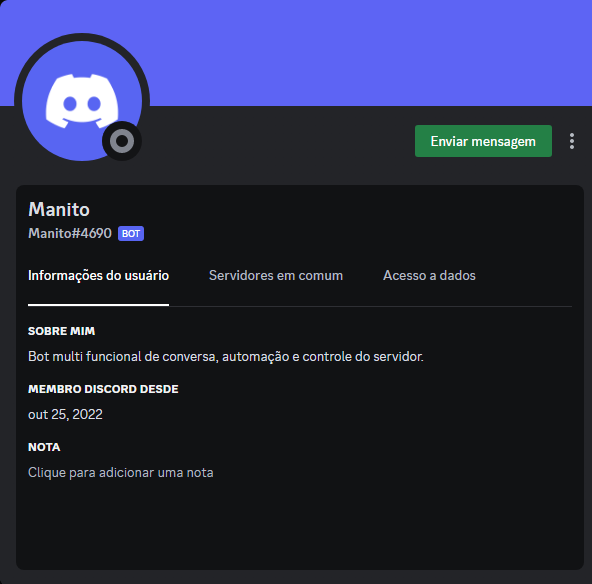 Enviar mensagem
Manito
Manito#4690 BOT
Informações do usuário Servidores em comum Acesso a dados
SOBRE MIM
Bot multi funcional de conversa, automação e controle do servidor.
MEMBRO DISCORD DESDE
out 25, 2022
NOTA
Clique para adicionar uma nota